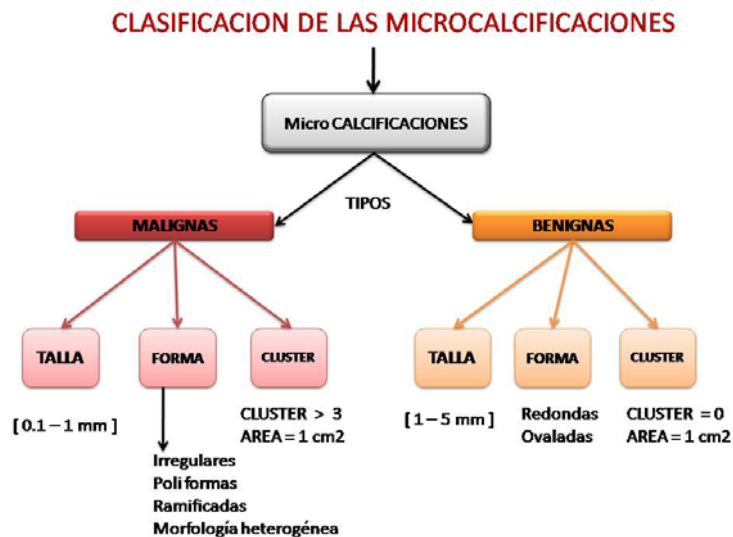 CLASIFICACION DE LAS MICROCALCIFICACIONES
Micro CALCIFICACIONES
TIPOS
MALIGNAS
BENIGNAS
TALLA
FORMA
CLUSTER
TALLA
FORMA
CLUSTER
[ 0.1 – 1 mm ]
CLUSTER > 3
AREA = 1 cm2
Irregulares
Poli formas
Ramificadas
Morfología heterogénea
[ 1 – 5 mm ]
Redondas
Ovaladas
CLUSTER = 0
AREA = 1 cm2